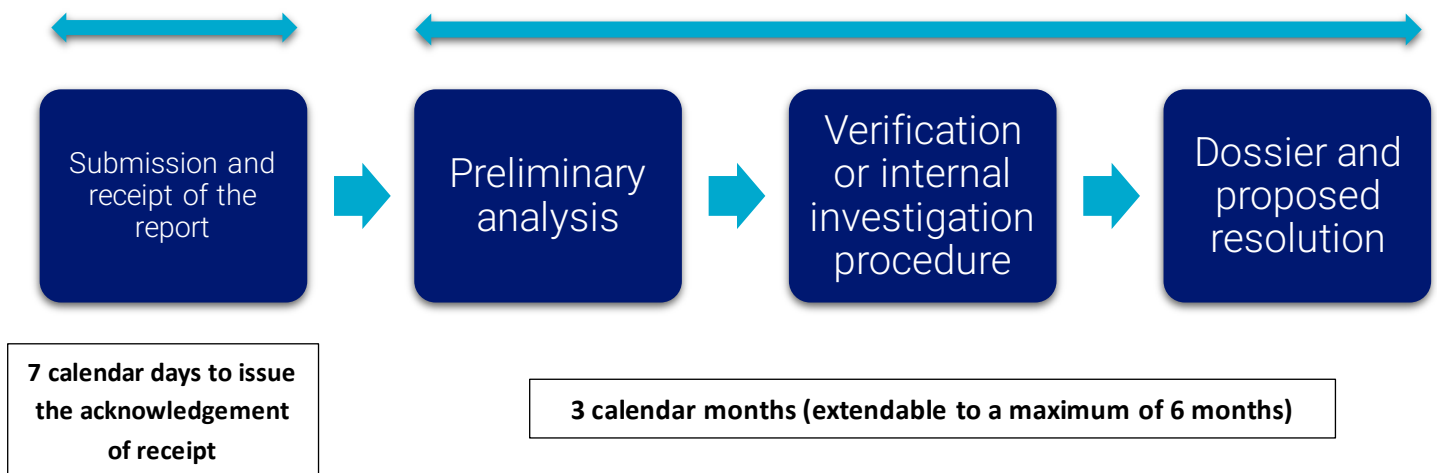 Submission and
receipt of the
report
Preliminary
analysis
Verification
or internal
investigation
procedure
Dossier and
proposed
resolution
7 calendar days to issue
the acknowledgement
of receipt
3 calendar months (extendable to a maximum of 6 months)